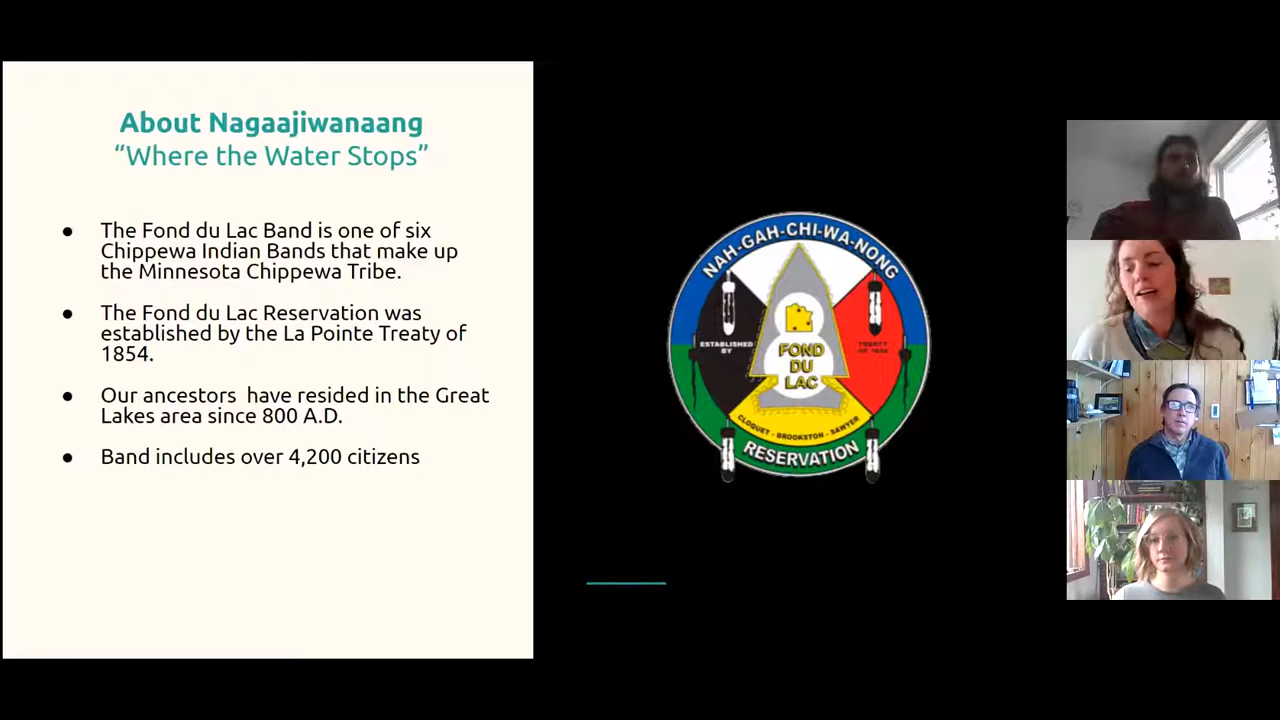 About Nagaajiwanaang
“Where the Water Stops”
● The Fond du Lac Band is one of six
Chippewa Indian Bands that make up
the Minnesota Chippewa Tribe.
● The Fond du Lac Reservation was
established by the La Pointe Treaty of
1854.
● Our ancestors have resided in the Great
Lakes area since 800 A.D.
● Band includes over 4,200 citizens
NAH-GAH-CHI-WA-NONG
ESTABLISHED
BY
TREATY
OF
FOND
DU
LAC
CLOQUET - BROOKSTON - SAWYER
RESERVATION